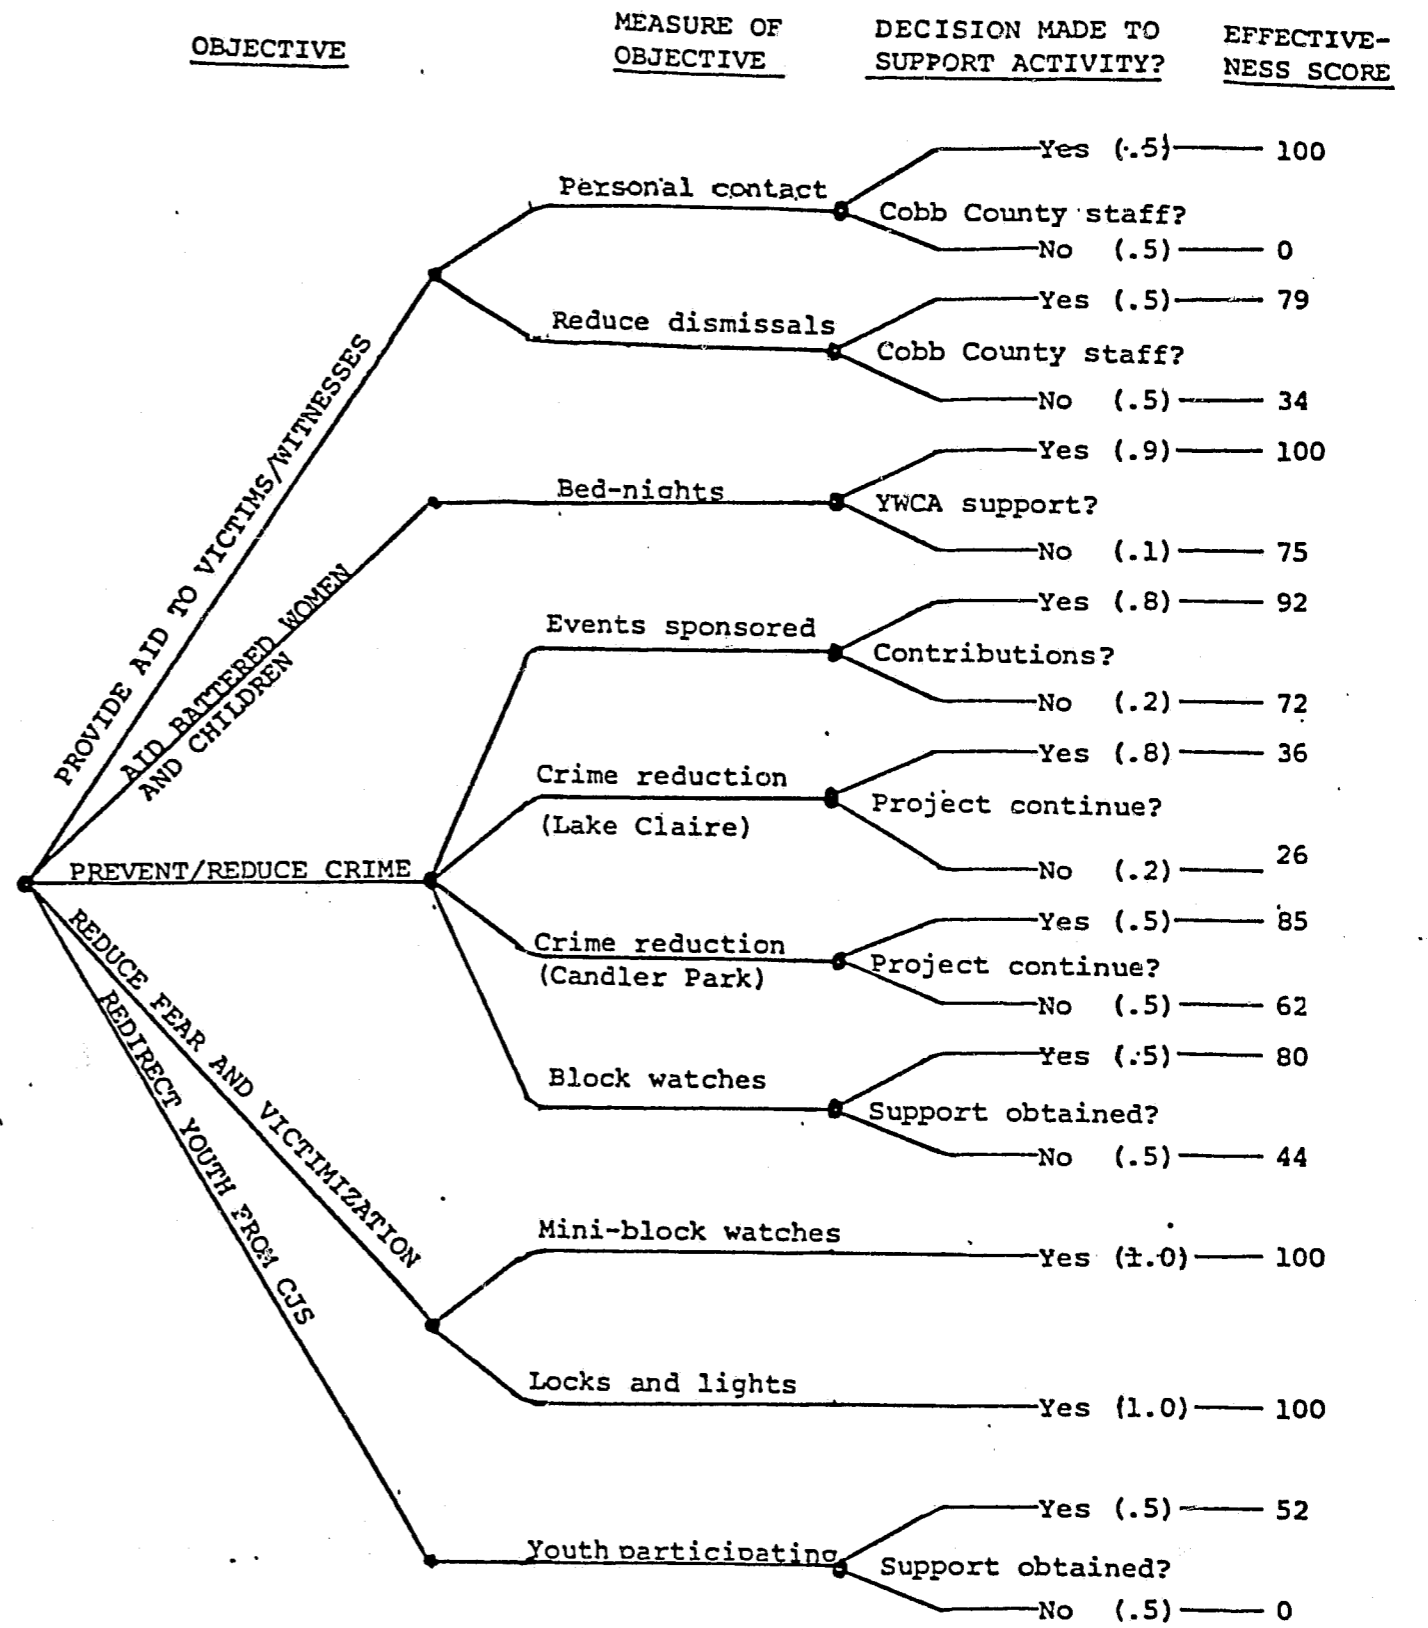 OBJECTIVE
MEASURE OF
OBJECTIVE
DECISION MADE TO
SUPPORT ACTIVITY?
EFFECTIVE-
NESS SCORE
PROVIDE AID TO VICTIMS/WITNESSES
Personal contact
Yes (.5) 100
Cobb County staff?
No (.5) 0
Reduce dismissals
Yes (.5) 79
Cobb County staff?
No (.5) 34
AID BATTERED WOMEN
AND CHILDREN
Bed-nights
Yes (.9) 100
YWCA support?
No (.1) 75
PREVENT/REDUCE CRIME
Events sponsored
Yes (.8) 92
Contributions?
No (.2) 72
Crime reduction
(Lake Claire)
Yes (.8) 36
Project continue?
No (.2) 26
Crime reduction
(Candler Park)
Yes (.5) 85
Project continue?
No (.5) 62
Block watches
Yes (.5) 80
Support obtained?
No (.5) 44
REDUCE FEAR AND VICTIMIZATION
Mini-block watches
Yes (1.0) 100
Locks and lights
Yes (1.0) 100
REDIRECT YOUTH FROM CJS
Youth participating
Yes (.5) 52
Support obtained?
No (.5) 0